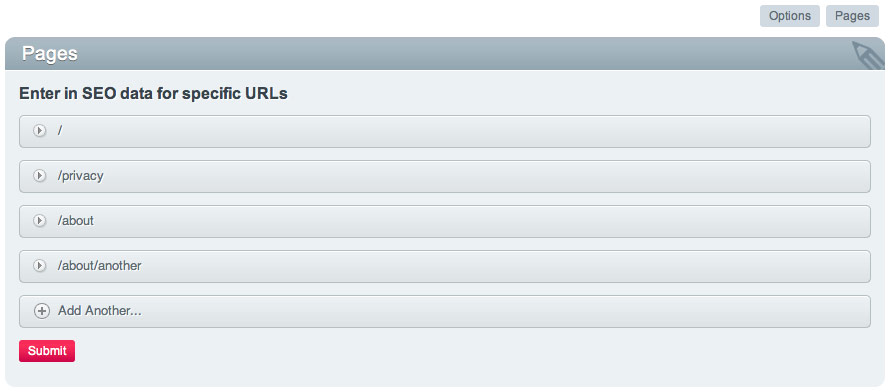 Options Pages
Pages
Enter in SEO data for specific URLs
/
/privacy
/about
/about/another
Add Another...
Submit